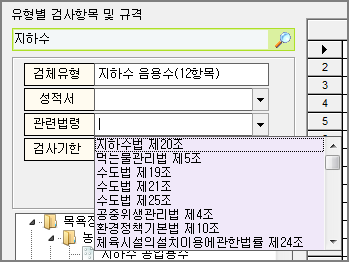 유형별 검사항목 및 규격
지하수
검체유형 지하수 음용수(12항목)
성적서
관련법령
검사기한
지하수법 제20조
먹는물관리법 제5조
수도법 제19조
수도법 제21조
수도법 제25조
공중위생관리법 제4조
환경정책기본법 제10조
체육시설의설치이용에관한법률 제24조
목욕장
지하수 공업용수
1
2
3
4
5